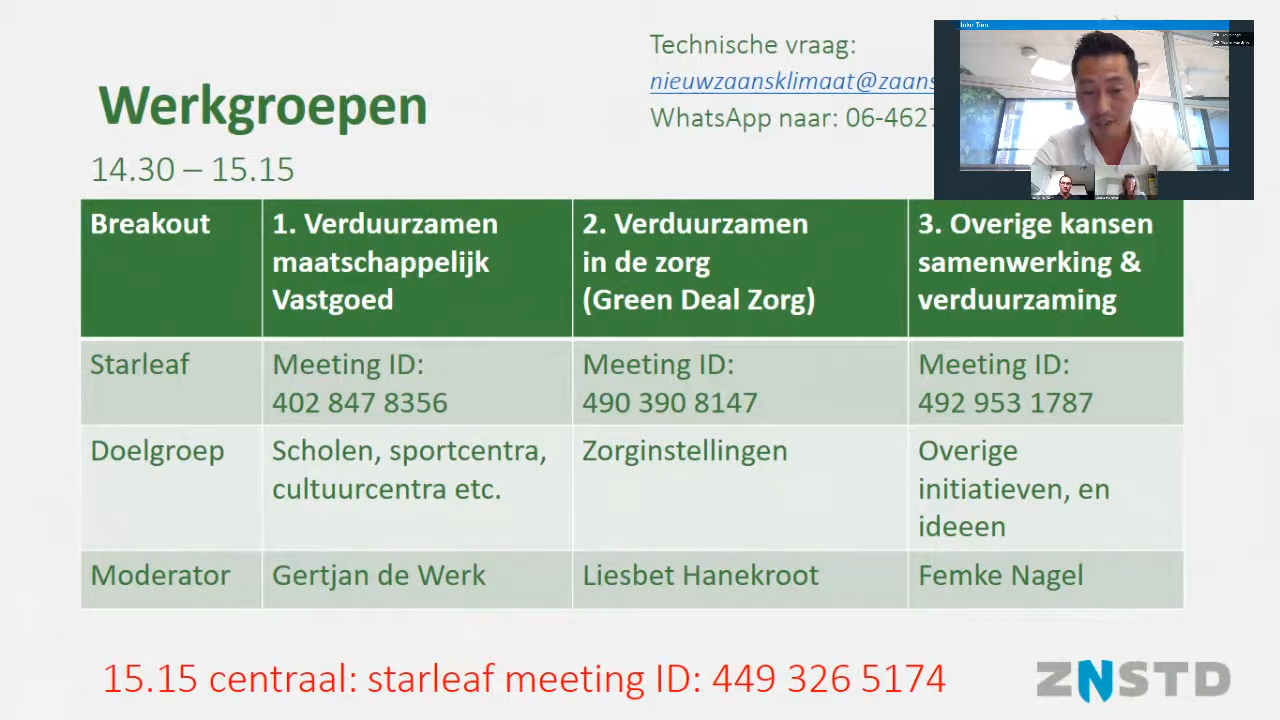 Technische vraag:
nieuwzaansklimaat@zaans
WhatsApp naar: 06-4627
Werkgroepen
14.30 – 15.15
Breakout
1. Verduurzamen
maatschappelijk
Vastgoed
2. Verduurzamen
in de zorg
(Green Deal Zorg)
3. Overige kansen
samenwerking &
verduurzaming
Starleaf
Meeting ID:
402 847 8356
Meeting ID:
490 390 8147
Meeting ID:
492 953 1787
Doelgroep
Scholen, sportcentra,
cultuurcentra etc.
Zorginstellingen
Overige
initiatieven, en
ideeen
Moderator
Gertjan de Werk
Liesbet Hanekroot
Femke Nagel
15.15 centraal: starleaf meeting ID: 449 326 5174
ZNSTD